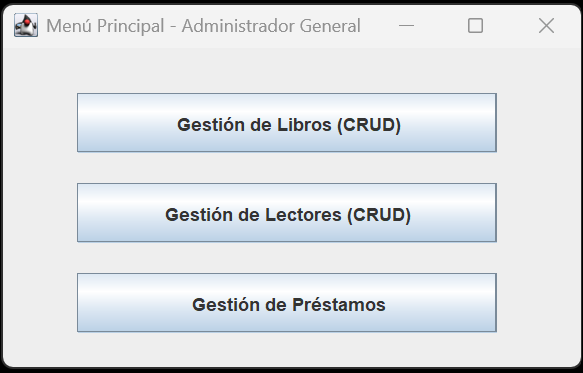 Menú Principal - Administrador General
Gestión de Libros (CRUD)
Gestión de Lectores (CRUD)
Gestión de Préstamos